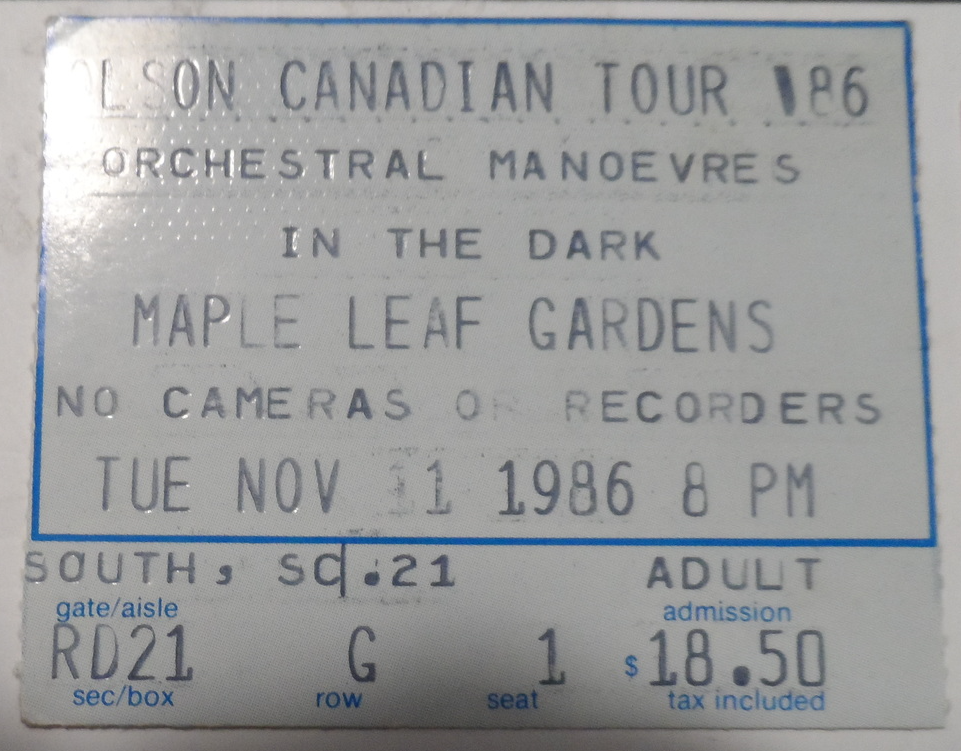 OLSON CANADIAN TOUR '86
ORCHESTRAL MANOEVRES
IN THE DARK
MAPLE LEAF GARDENS
NO CAMERAS OR RECORDERS
TUE NOV 11 1986 8 PM
SOUTH, SC.21 ADULT
gate/aisle admission
RD21 G 1 $18.50
sec/box row seat tax included